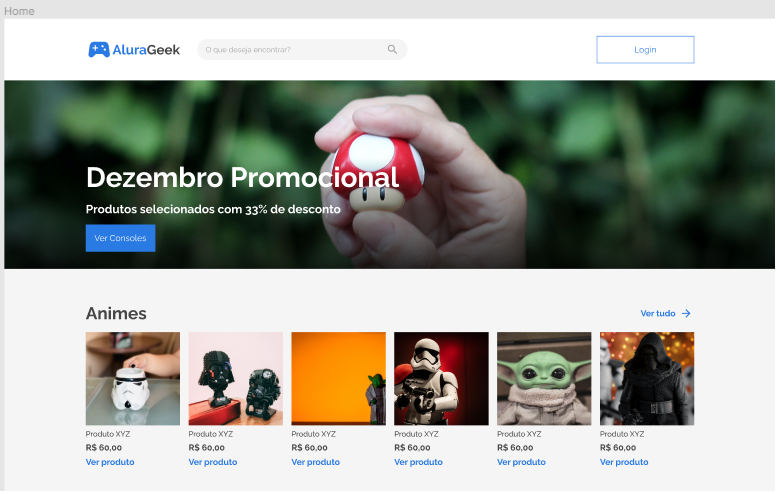 Home
AluraGeek
O que deseja encontrar?
Login
Dezembro Promocional
Produtos selecionados com 33% de desconto
Ver Consoles
Animes
Ver tudo
Produto XYZ Produto XYZ Produto XYZ Produto XYZ Produto XYZ Produto XYZ
R$ 60,00 R$ 60,00 R$ 60,00 R$ 60,00 R$ 60,00 R$ 60,00
Ver produto Ver produto Ver produto Ver produto Ver produto Ver produto